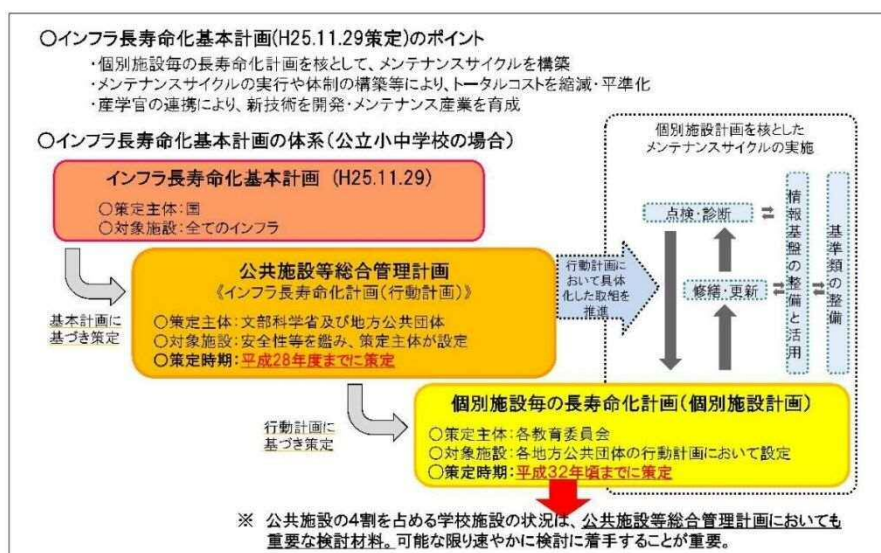 ○インフラ長寿命化基本計画(H25.11.29策定)のポイント
・個別施設毎の長寿命化計画を核として、メンテナンスサイクルを構築
・メンテナンスサイクルの実行や体制の構築等により、トータルコストを縮減・平準化
・産学官の連携により、新技術を開発・メンテナンス産業を育成
○インフラ長寿命化基本計画の体系(公立小中学校の場合)
インフラ長寿命化基本計画 (H25.11.29)
○策定主体:国
○対象施設:全てのインフラ
基本計画に
基づき策定
公共施設等総合管理計画
《インフラ長寿命化計画(行動計画)》
○策定主体:文部科学省及び地方公共団体
○対象施設:安全性等を鑑み、策定主体が設定
○策定時期:平成28年度までに策定
行動計画に
おいて具体
化した取組を
推進
行動計画に
基づき策定
個別施設毎の長寿命化計画(個別施設計画)
○策定主体:各教育委員会
○対象施設:各地方公共団体の行動計画において設定
○策定時期:平成32年頃までに策定
個別施設計画を核とした
メンテナンスサイクルの実施
点検・診断
修繕・更新
情報基盤の整備と活用
基準類の整備
※ 公共施設の4割を占める学校施設の状況は、公共施設等総合管理計画においても
重要な検討材料。可能な限り速やかに検討に着手することが重要。